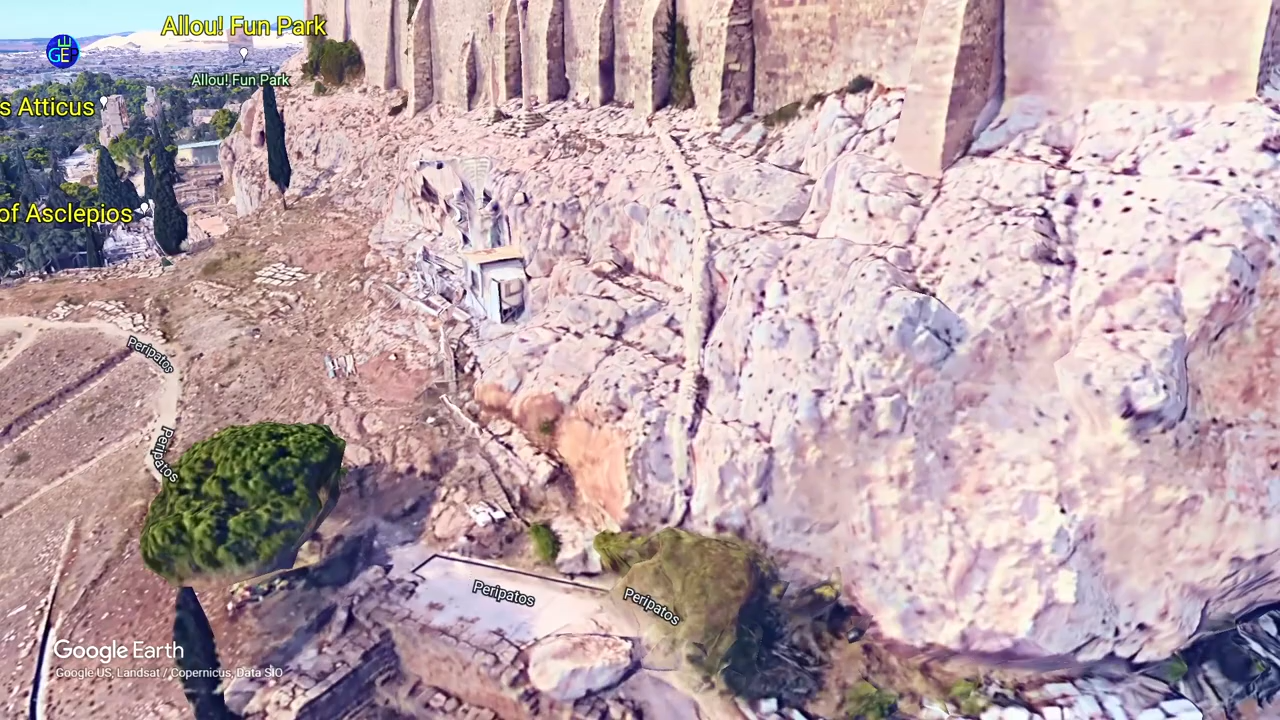 Allou! Fun Park
GEP
Allou! Fun Park
s Atticus
of Asclepios
Peripatos
Peripatos
Peripatos
Peripatos
Google Earth
Google US, Landsat / Copernicus, Data SIO